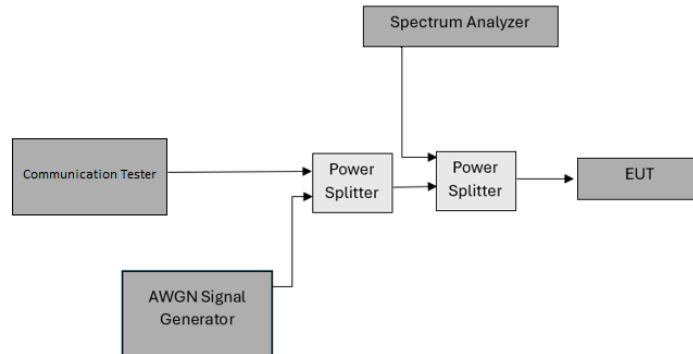 Spectrum Analyzer
Communication Tester
Power
Splitter
Power
Splitter
EUT
AWGN Signal
Generator